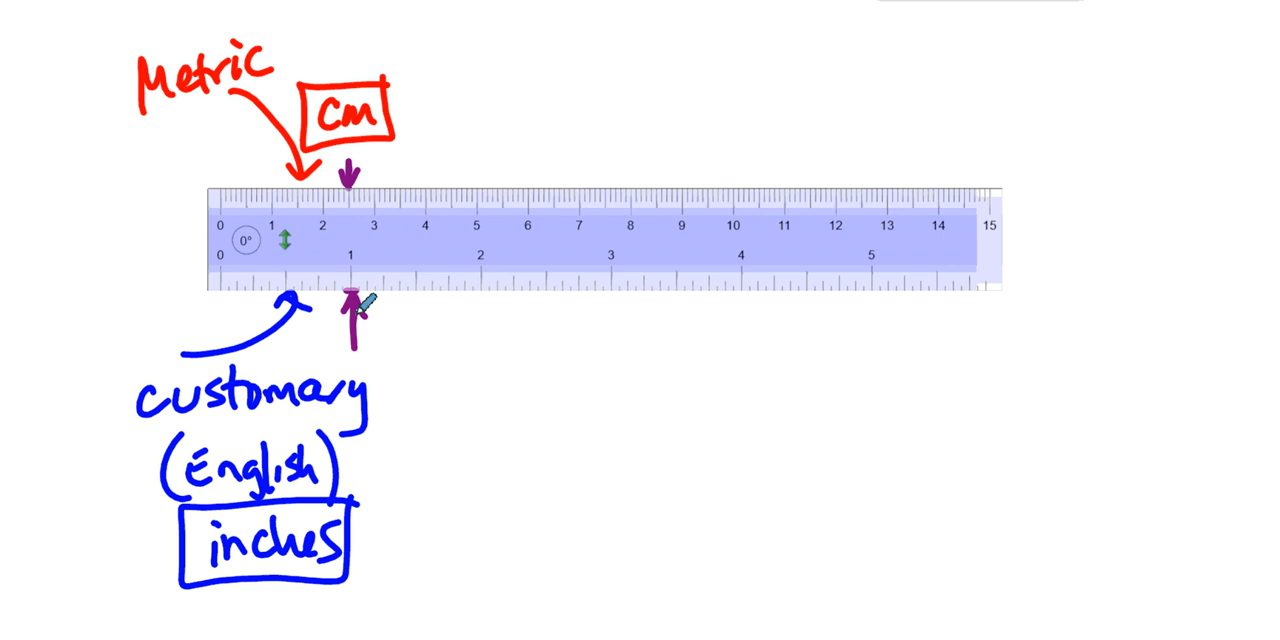 Metric
cm
0 1 2 3 4 5 6 7 8 9 10 11 12 13 14 15
0°
0 1 2 3 4 5
customary
(English)
inches